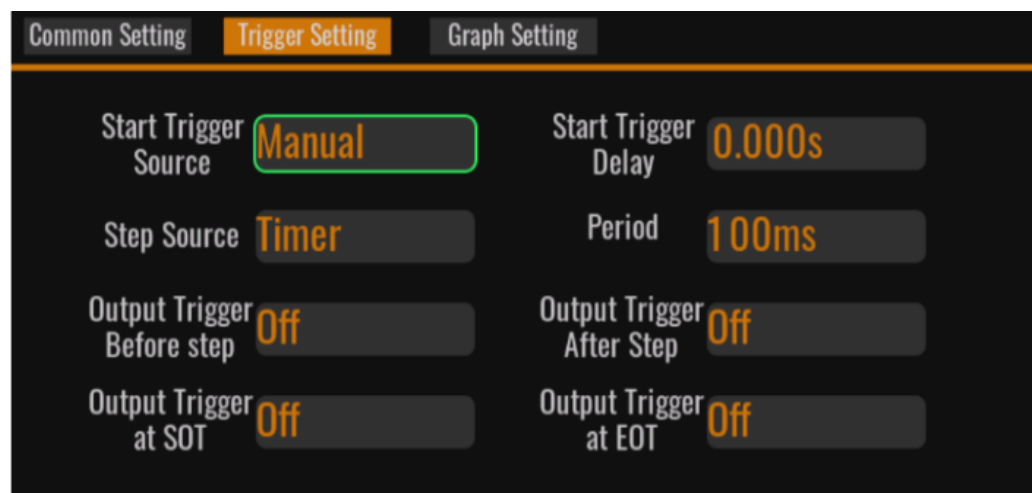 Common Setting Trigger Setting Graph Setting
Start Trigger
Source
Manual
Start Trigger
Delay
0.000s
Step Source Timer
Period 100ms
Output Trigger
Before step
Off
Output Trigger
After Step
Off
Output Trigger
at SOT
Off
Output Trigger
at EOT
Off